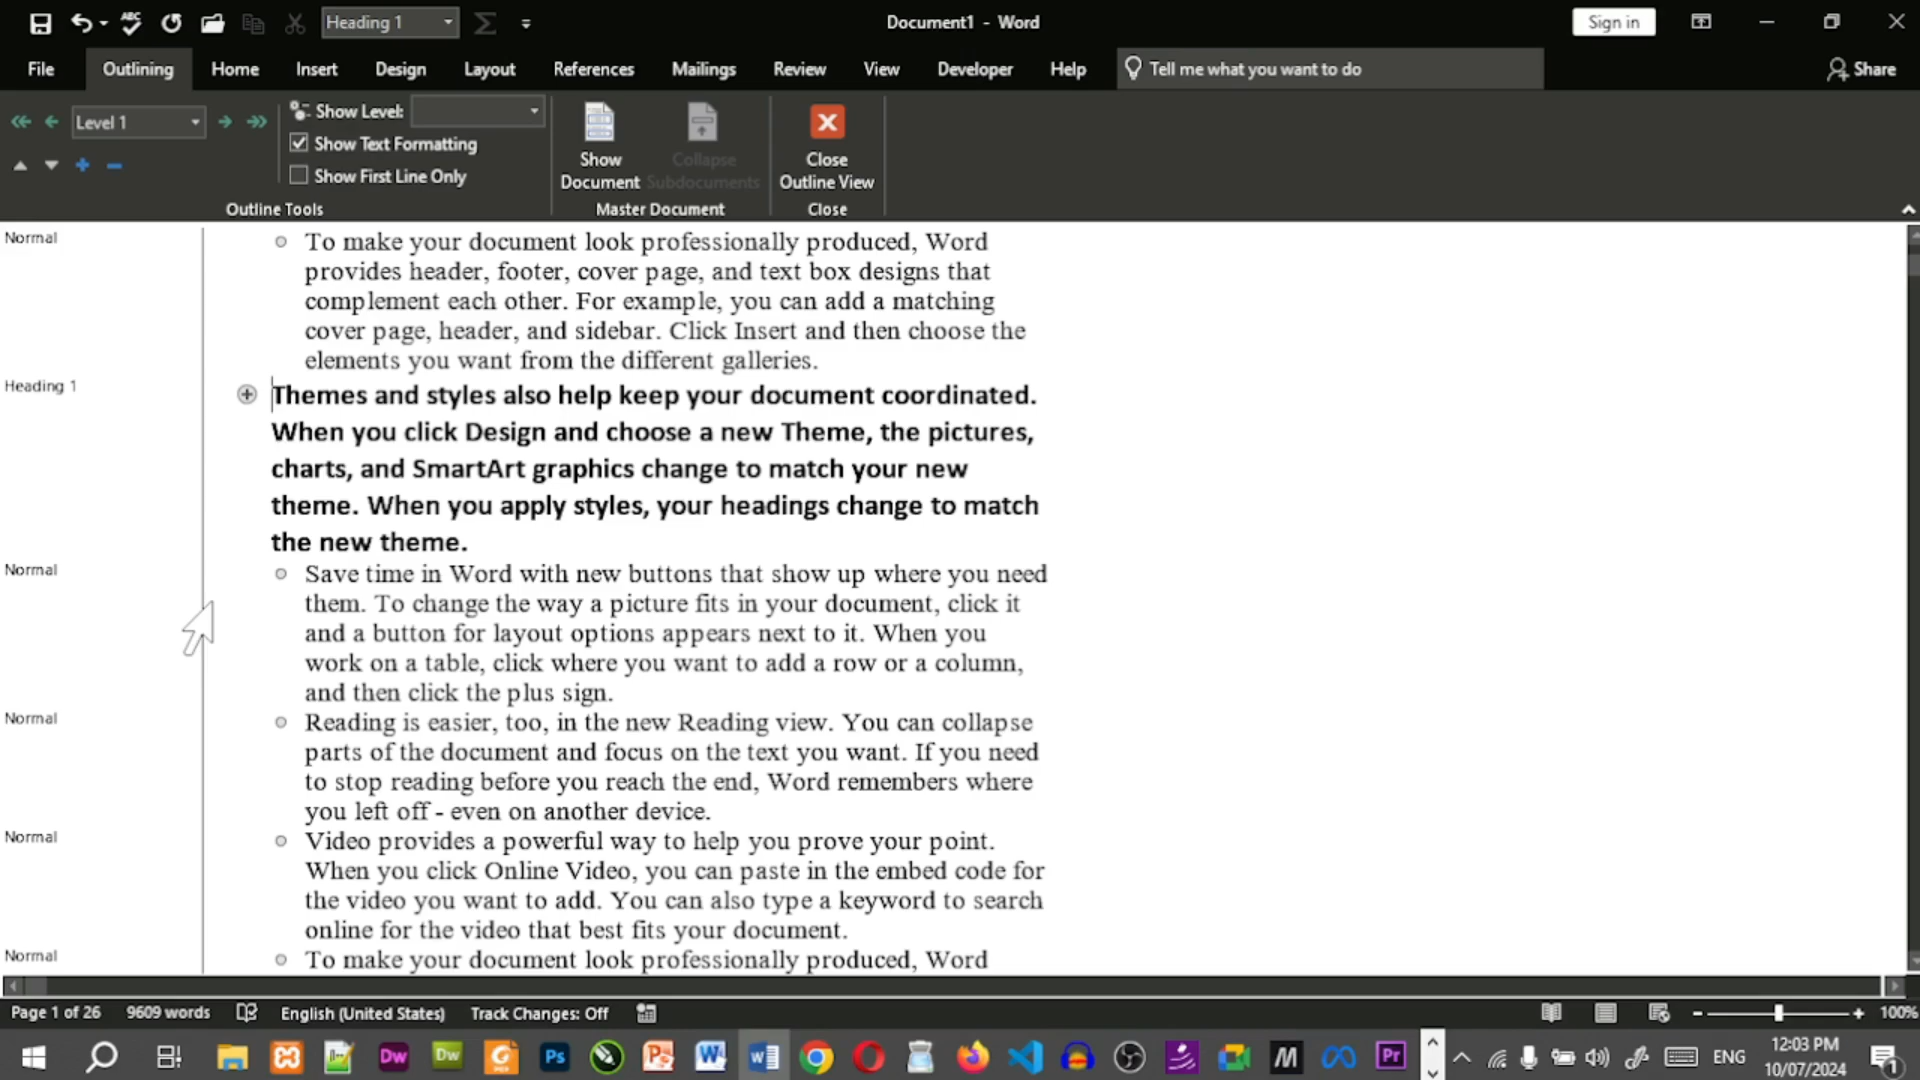 Heading 1
Document1 - Word
Sign in
File
Outlining
Home
Insert
Design
Layout
References
Mailings
Review
View
Developer
Help
Tell me what you want to do
Share
Level 1
Show Level:
Show Text Formatting
Show First Line Only
Outline Tools
Show
Document
Collapse
Subdocuments
Master Document
Close
Outline View
Close
Normal
To make your document look professionally produced, Word
provides header, footer, cover page, and text box designs that
complement each other. For example, you can add a matching
cover page, header, and sidebar. Click Insert and then choose the
elements you want from the different galleries.
Heading 1
Themes and styles also help keep your document coordinated.
When you click Design and choose a new Theme, the pictures,
charts, and SmartArt graphics change to match your new
theme. When you apply styles, your headings change to match
the new theme.
Normal
Save time in Word with new buttons that show up where you need
them. To change the way a picture fits in your document, click it
and a button for layout options appears next to it. When you
work on a table, click where you want to add a row or a column,
and then click the plus sign.
Normal
Reading is easier, too, in the new Reading view. You can collapse
parts of the document and focus on the text you want. If you need
to stop reading before you reach the end, Word remembers where
you left off - even on another device.
Normal
Video provides a powerful way to help you prove your point.
When you click Online Video, you can paste in the embed code for
the video you want to add. You can also type a keyword to search
online for the video that best fits your document.
Normal
To make your document look professionally produced, Word
Page 1 of 26
9609 words
English (United States)
Track Changes: Off
100%
ENG
12:03 PM
10/07/2024